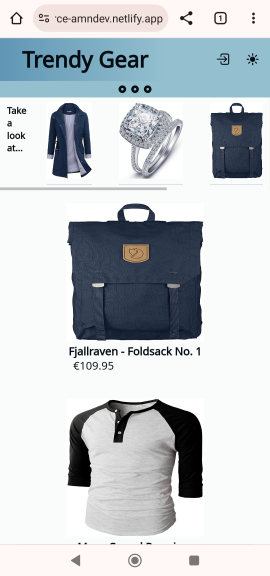 :ce-amndev.netlify.app
1
Trendy Gear
Take
a
look
at...
Fjallraven - Foldsack No. 1
€109.95